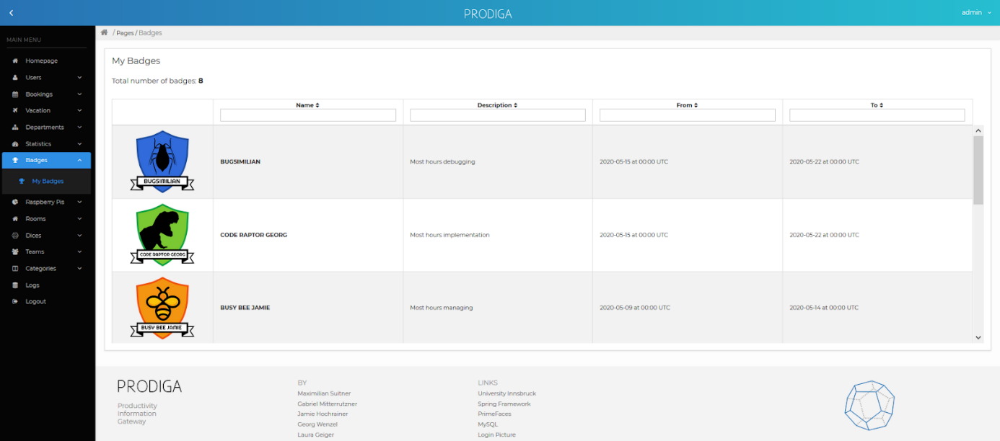 PRODIGA
admin
MAIN MENU
Homepage
Users
Bookings
Vacation
Departments
Statistics
Badges
My Badges
Raspberry Pis
Rooms
Dices
Teams
Categories
Logs
Logout
/ Pages / Badges
My Badges
Total number of badges: 8
Name Description From To
BUGSIMILIAN
BUGSIMILIAN Most hours debugging 2020-05-15 at 00:00 UTC 2020-05-22 at 00:00 UTC
CODE RAPTOR GEORG
CODE RAPTOR GEORG Most hours implementation 2020-05-15 at 00:00 UTC 2020-05-22 at 00:00 UTC
BUSY BEE JAMIE
BUSY BEE JAMIE Most hours managing 2020-05-09 at 00:00 UTC 2020-05-14 at 00:00 UTC
PRODIGA
Productivity
Information
Gateway
BY
Maximilian Suitner
Gabriel Mitterrutzner
Jamie Hochrainer
Georg Wenzel
Laura Geiger
LINKS
University Innsbruck
Spring Framework
PrimeFaces
MySQL
Login Picture